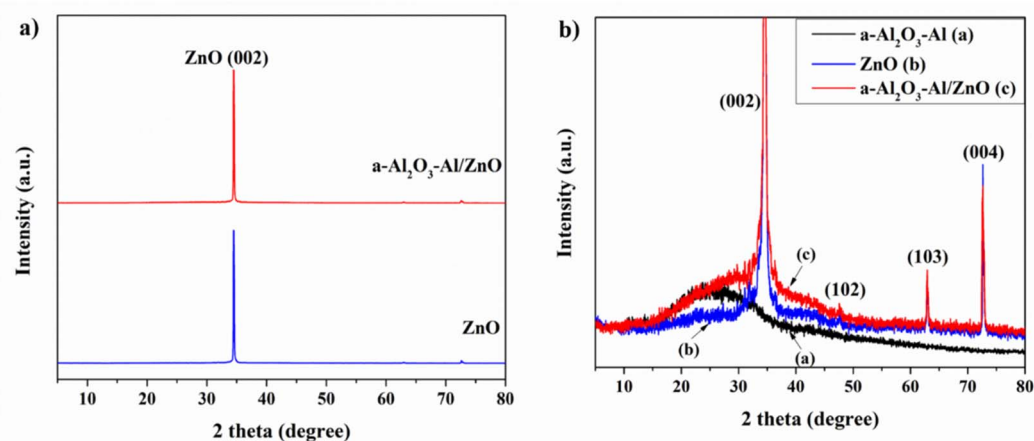 a)
ZnO (002)
a-Al₂O₃-Al/ZnO
ZnO
Intensity (a.u.)
10 20 30 40 50 60 70 80
2 theta (degree)
b)
a-Al₂O₃-Al (a)
ZnO (b)
a-Al₂O₃-Al/ZnO (c)
(002)
(004)
(103)
(102)
(c)
(b)
(a)
Intensity (a.u.)
10 20 30 40 50 60 70 80
2 theta (degree)